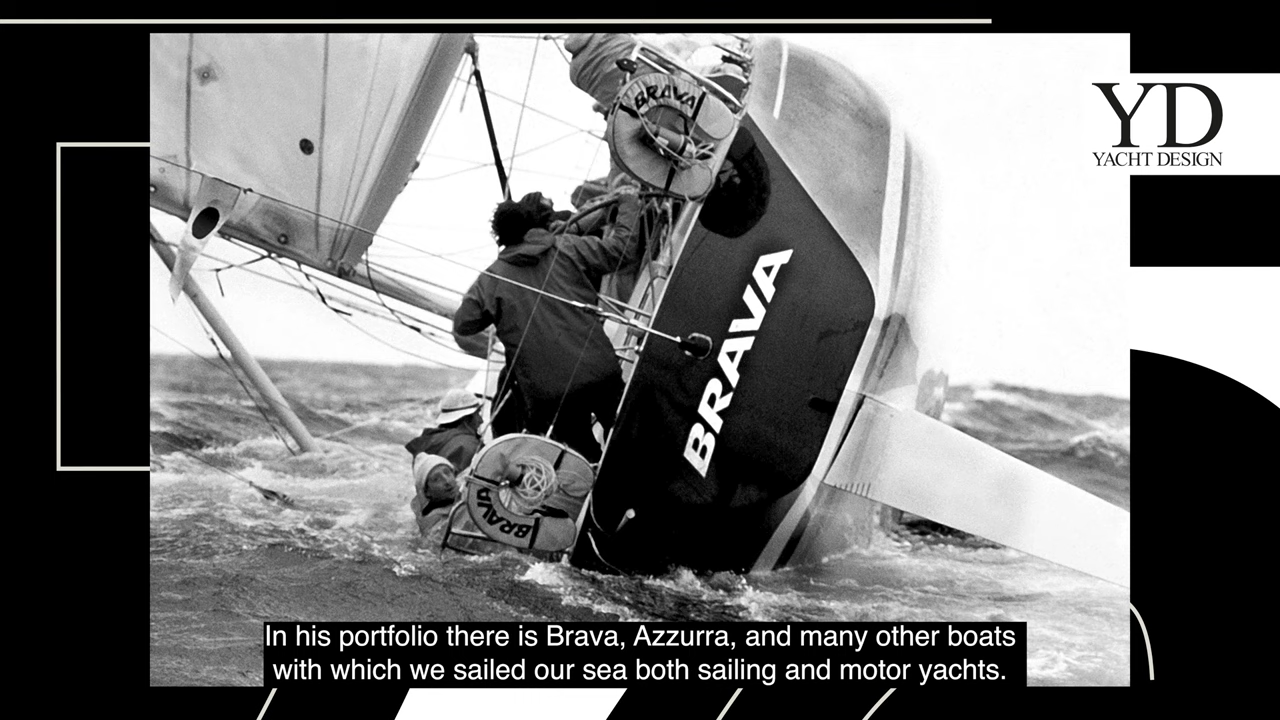 YD
YACHT DESIGN
BRAVA
BRAVA
BRAVA
In his portfolio there is Brava, Azzurra, and many other boats
with which we sailed our sea both sailing and motor yachts.